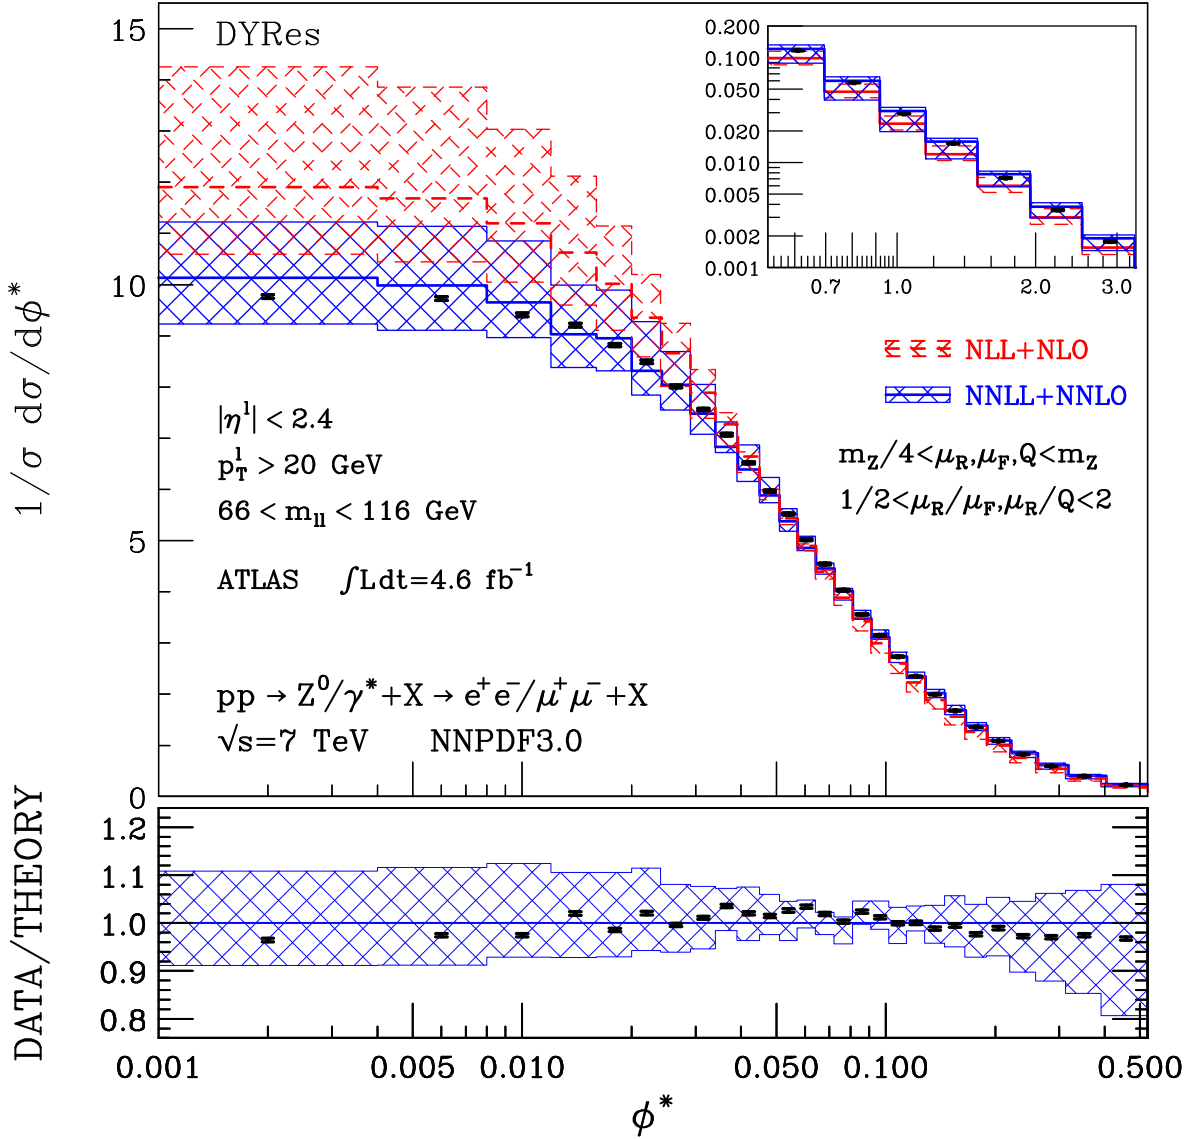 15
DYRes
0.200
0.100
0.050
0.020
0.010
0.005
0.002
0.001
0.7 1.0 2.0 3.0
10
1/σ dσ/dϕ*
NLL+NLO
NNLL+NNLO
|ηˡ| < 2.4
p_T^l > 20 GeV
66 < m_ll < 116 GeV
m_Z/4<μ_R,μ_F,Q<m_Z
1/2<μ_R/μ_F,μ_R/Q<2
5
ATLAS ∫Ldt=4.6 fb⁻¹
pp → Z⁰/γ*+X → e⁺e⁻/μ⁺μ⁻+X
√s=7 TeV NNPDF3.0
0
DATA/THEORY
1.2
1.1
1.0
0.9
0.8
0.001 0.005 0.010 0.050 0.100 0.500
ϕ*